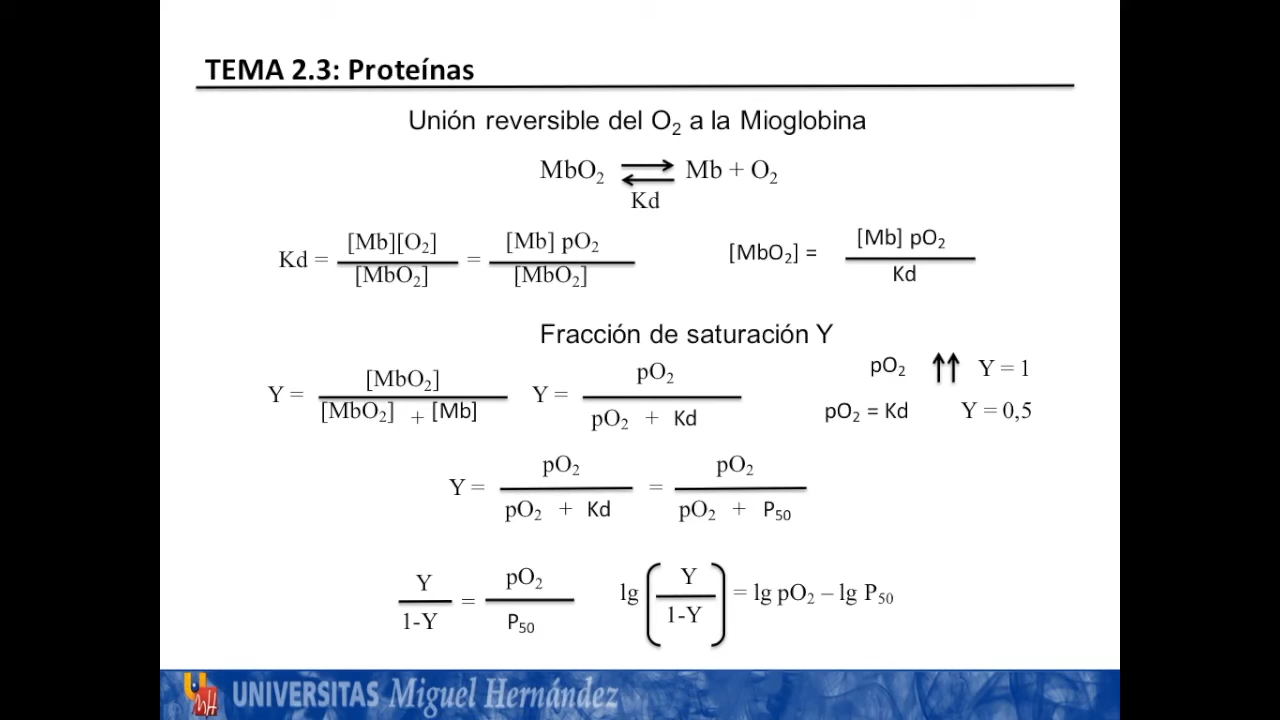 TEMA 2.3: Proteínas
Unión reversible del O₂ a la Mioglobina
MbO₂ ⇄ Mb + O₂
Kd
Kd = [Mb][O₂] / [MbO₂] = [Mb] pO₂ / [MbO₂]
[MbO₂] = [Mb] pO₂ / Kd
Fracción de saturación Y
Y = [MbO₂] / [MbO₂] + [Mb]
Y = pO₂ / pO₂ + Kd
pO₂ ↑↑ Y = 1
pO₂ = Kd Y = 0,5
Y = pO₂ / pO₂ + Kd = pO₂ / pO₂ + P₅₀
Y / 1-Y = pO₂ / P₅₀
lg ( Y / 1-Y ) = lg pO₂ – lg P₅₀
UNIVERSITAS Miguel Hernández